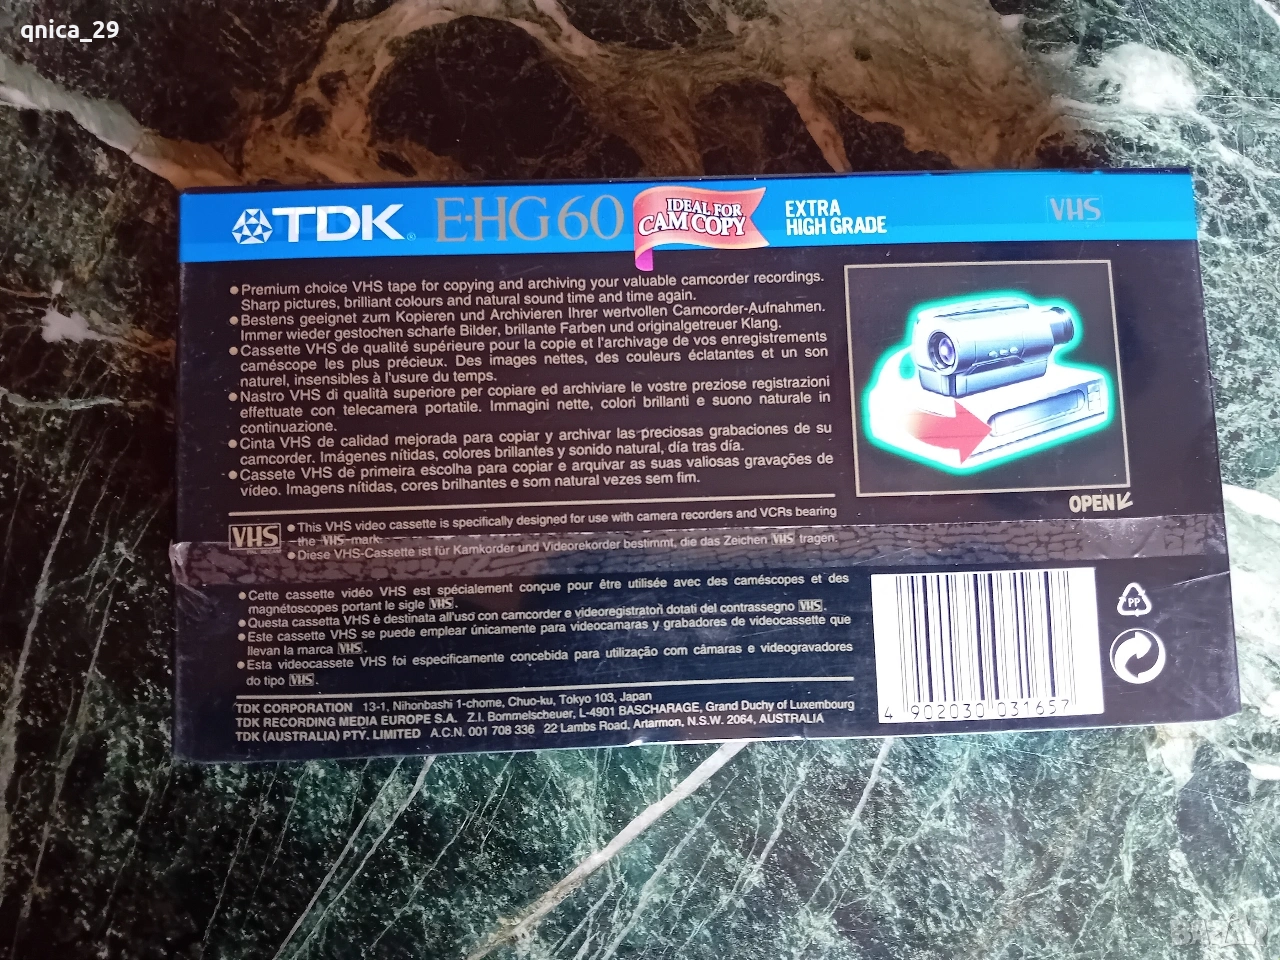 qnica_29
TDK E-HG60 IDEAL FOR CAM COPY EXTRA HIGH GRADE VHS
• Premium choice VHS tape for copying and archiving your valuable camcorder recordings.
Sharp pictures, brilliant colours and natural sound time and time again.
• Bestens geeignet zum Kopieren und Archivieren Ihrer wertvollen Camcorder-Aufnahmen.
Immer wieder gestochen scharfe Bilder, brillante Farben und originalgetreuer Klang.
• Cassette VHS de qualité supérieure pour la copie et l'archivage de vos enregistrements
caméscope les plus précieux. Des images nettes, des couleurs éclatantes et un son
naturel, insensibles à l'usure du temps.
• Nastro VHS di qualità superiore per copiare ed archiviare le vostre preziose registrazioni
effettuate con telecamera portatile. Immagini nette, colori brillanti e suono naturale in
continuazione.
• Cinta VHS de calidad mejorada para copiar y archivar las preciosas grabaciones de su
camcorder. Imágenes nítidas, colores brillantes y sonido natural, día tras día.
• Cassete VHS de primeira escolha para copiar e arquivar as suas valiosas gravações de
vídeo. Imagens nítidas, cores brilhantes e som natural vezes sem fim.
OPEN
VHS
• This VHS video cassette is specifically designed for use with camera recorders and VCRs bearing
the VHS mark.
• Diese VHS-Cassette ist für Kamkorder und Videorekorder bestimmt, die das Zeichen VHS tragen.
• Cette cassette vidéo VHS est spécialement conçue pour être utilisée avec des caméscopes et des
magnétoscopes portant le sigle VHS.
• Questa cassetta VHS è destinata all'uso con camcorder e videoregistratori dotati del contrassegno VHS.
• Este cassette VHS se puede emplear únicamente para videocamaras y grabadores de videocassette que
llevan la marca VHS.
• Esta videocassete VHS foi especificamente concebida para utilização com câmaras e videogravadores
do tipo VHS.
TDK CORPORATION 13-1, Nihonbashi 1-chome, Chuo-ku, Tokyo 103, Japan
TDK RECORDING MEDIA EUROPE S.A. Z.I. Bommelscheuer, L-4901 BASCHARAGE, Grand Duchy of Luxembourg
TDK (AUSTRALIA) PTY. LIMITED A.C.N. 001 708 336 22 Lambs Road, Artarmon, N.S.W. 2064, AUSTRALIA
4 902030 031657
PP